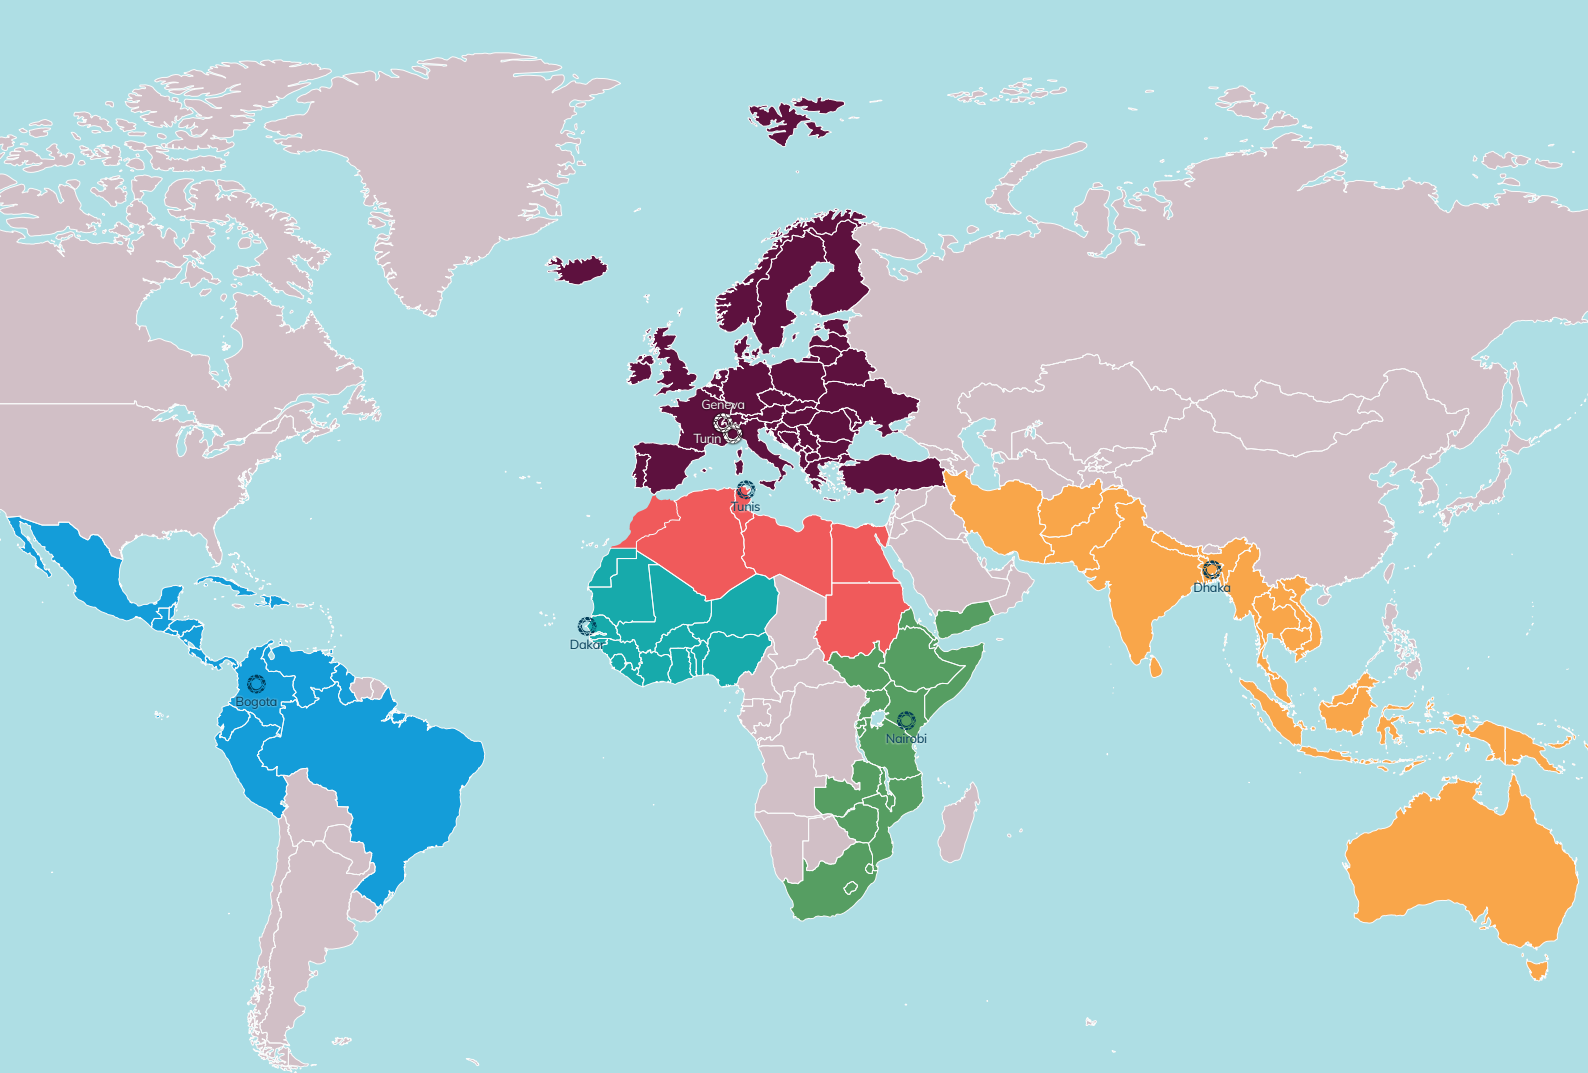 Geneva
Turin
Tunis
Dhaka
Dakar
Bogota
Nairobi